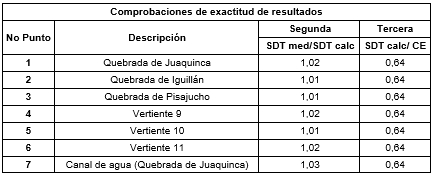 Comprobaciones de exactitud de resultados
No Punto Descripción Segunda Tercera
SDT med/SDT calc SDT calc/ CE
1 Quebrada de Juaquinca 1,02 0,64
2 Quebrada de Iguillán 1,01 0,64
3 Quebrada de Pisajucho 1,01 0,64
4 Vertiente 9 1,02 0,64
5 Vertiente 10 1,01 0,64
6 Vertiente 11 1,02 0,64
7 Canal de agua (Quebrada de Juaquinca) 1,03 0,64